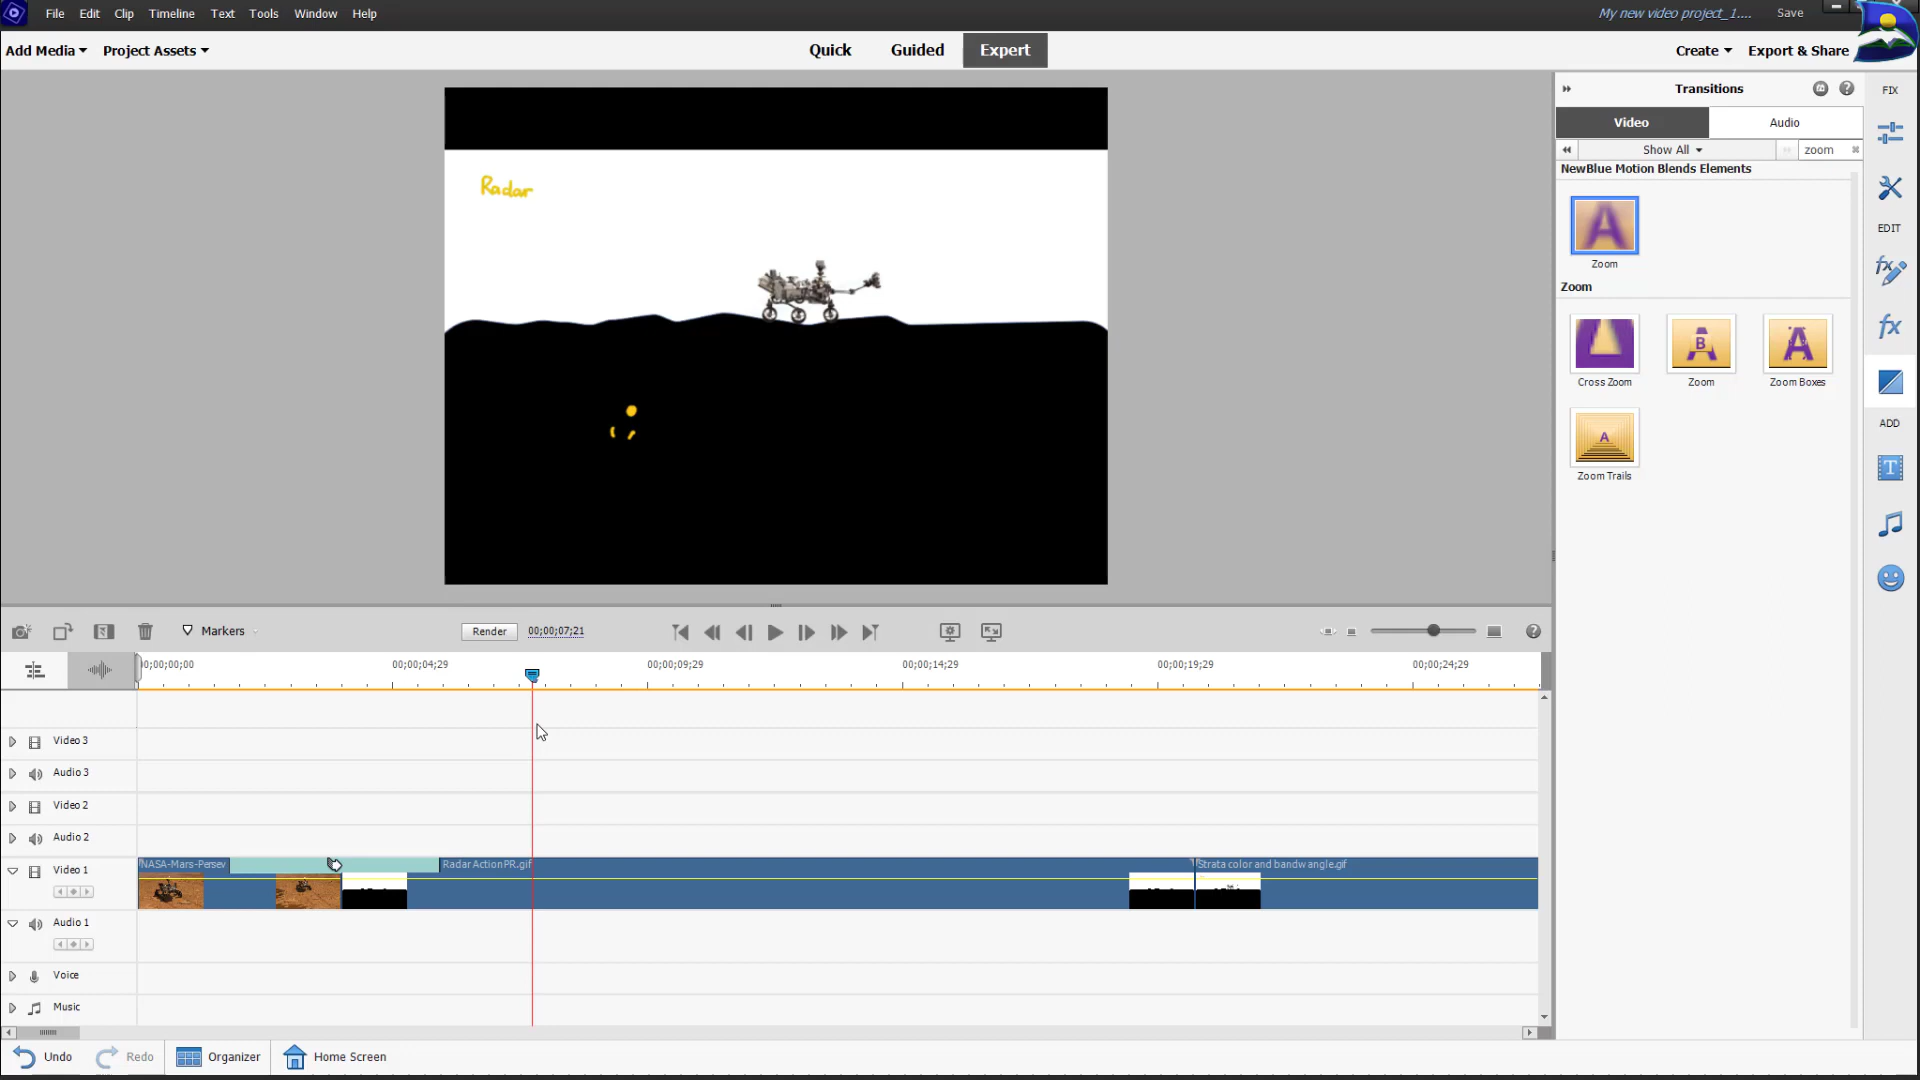 File Edit Clip Timeline Text Tools Window Help
My new video project_1.... Save
Add Media Project Assets
Quick Guided Expert
Create Export & Share
Transitions
FIX
Video Audio
Show All zoom
NewBlue Motion Blends Elements
Zoom
EDIT
Zoom
Cross Zoom Zoom Zoom Boxes
Zoom Trails
ADD
Radar
Markers
Render 00;00;07;21
00;00;00;00 00;00;04;29 00;00;09;29 00;00;14;29 00;00;19;29 00;00;24;29
Video 3
Audio 3
Video 2
Audio 2
Video 1
NASA-Mars-Persev Radar ActionPR.gif Strata color and bandw angle.gif
Audio 1
Voice
Music
Undo Redo Organizer Home Screen